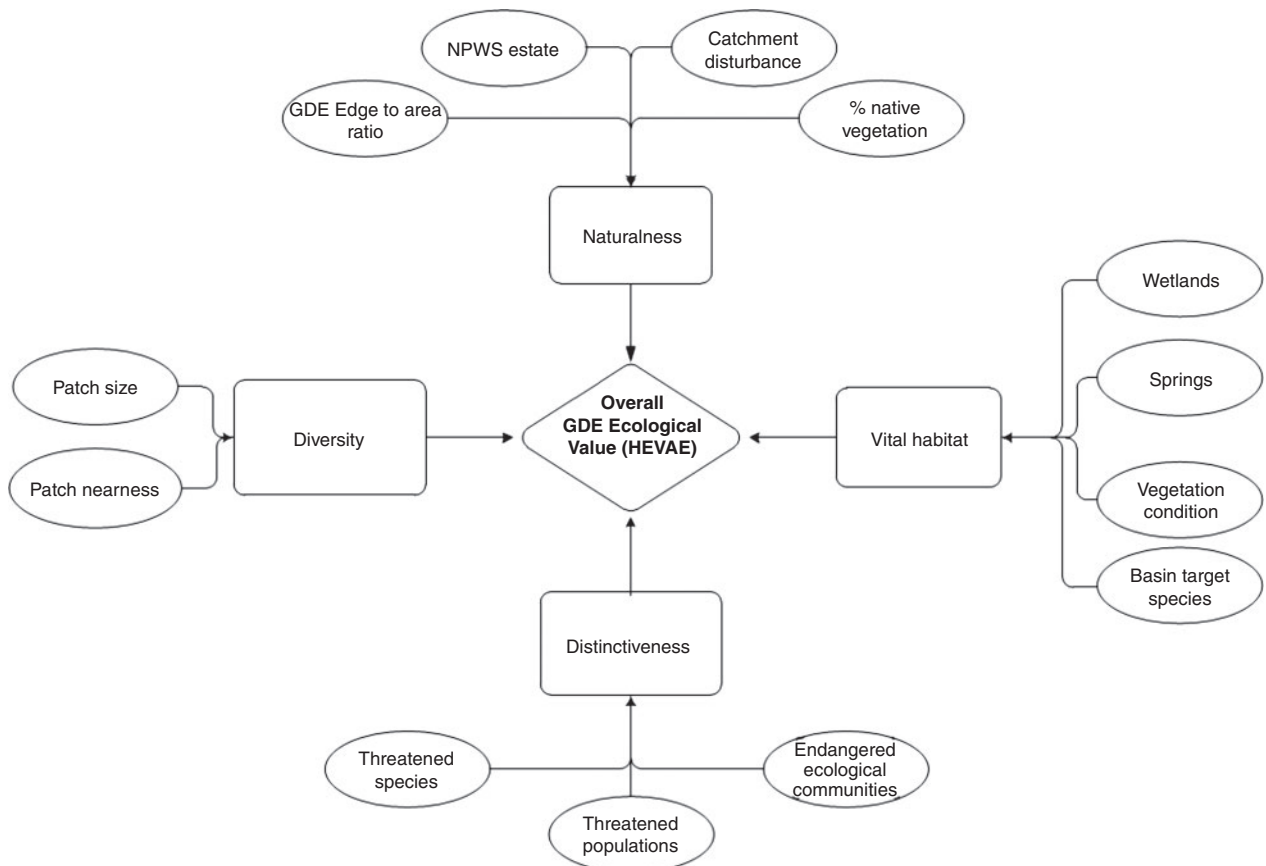 NPWS estate
Catchment
disturbance
GDE Edge to area
ratio
% native
vegetation
Naturalness
Wetlands
Springs
Patch size
Diversity
Patch nearness
Overall
GDE Ecological
Value (HEVAE)
Vital habitat
Vegetation
condition
Basin target
species
Distinctiveness
Threatened
species
Threatened
populations
Endangered
ecological
communities